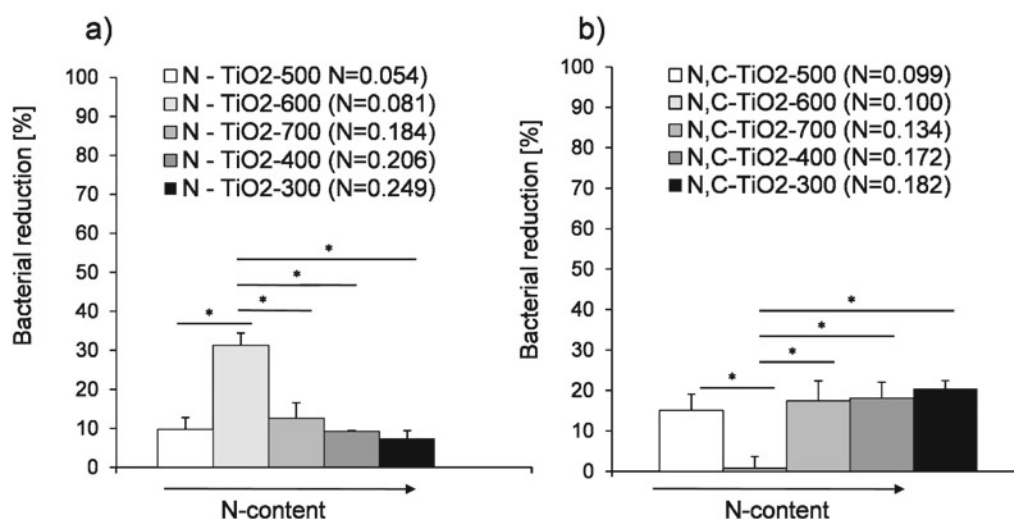 a)
Bacterial reduction [%]
100
90
80
70
60
50
40
30
20
10
0
N - TiO2-500 N=0.054)
N - TiO2-600 (N=0.081)
N - TiO2-700 (N=0.184)
N - TiO2-400 (N=0.206)
N - TiO2-300 (N=0.249)
*
*
*
*
N-content
b)
Bacterial reduction [%]
100
90
80
70
60
50
40
30
20
10
0
N,C-TiO2-500 (N=0.099)
N,C-TiO2-600 (N=0.100)
N,C-TiO2-700 (N=0.134)
N,C-TiO2-400 (N=0.172)
N,C-TiO2-300 (N=0.182)
*
*
*
*
N-content